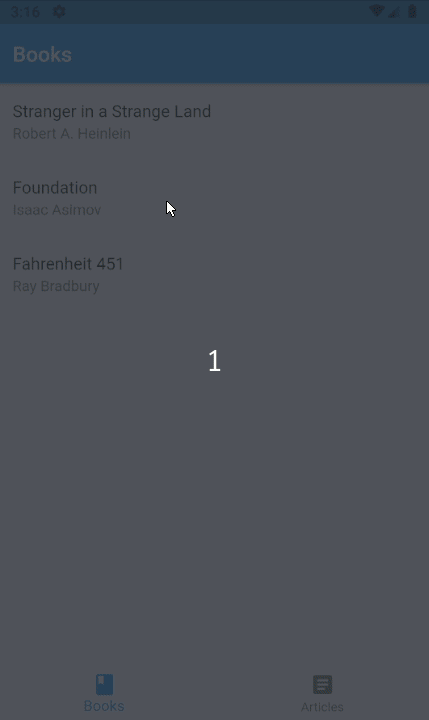 3:16
Books
Stranger in a Strange Land
Robert A. Heinlein
Foundation
Isaac Asimov
Fahrenheit 451
Ray Bradbury
1
Books
Articles